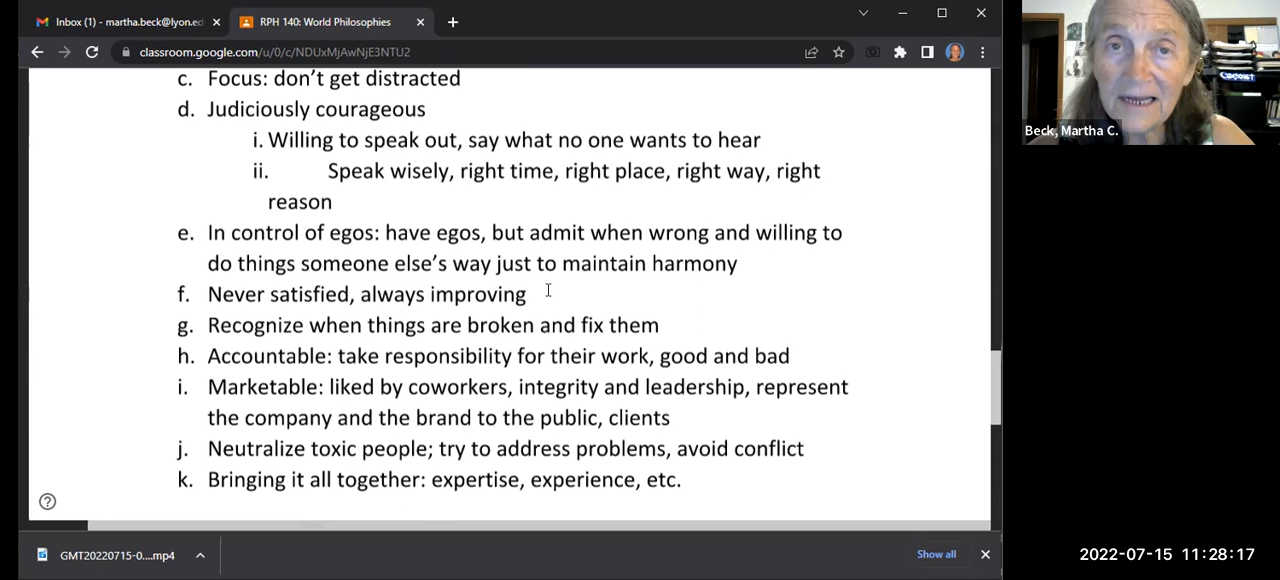 Inbox (1) - martha.beck@lyon.ed
RPH 140: World Philosophies
classroom.google.com/u/0/c/NDUxMjAwNjE3NTU2
c. Focus: don’t get distracted
d. Judiciously courageous
i. Willing to speak out, say what no one wants to hear
ii. Speak wisely, right time, right place, right way, right
reason
e. In control of egos: have egos, but admit when wrong and willing to
do things someone else’s way just to maintain harmony
f. Never satisfied, always improving
g. Recognize when things are broken and fix them
h. Accountable: take responsibility for their work, good and bad
i. Marketable: liked by coworkers, integrity and leadership, represent
the company and the brand to the public, clients
j. Neutralize toxic people; try to address problems, avoid conflict
k. Bringing it all together: expertise, experience, etc.
GMT20220715-0....mp4
Show all
Beck, Martha C.
2022-07-15 11:28:17